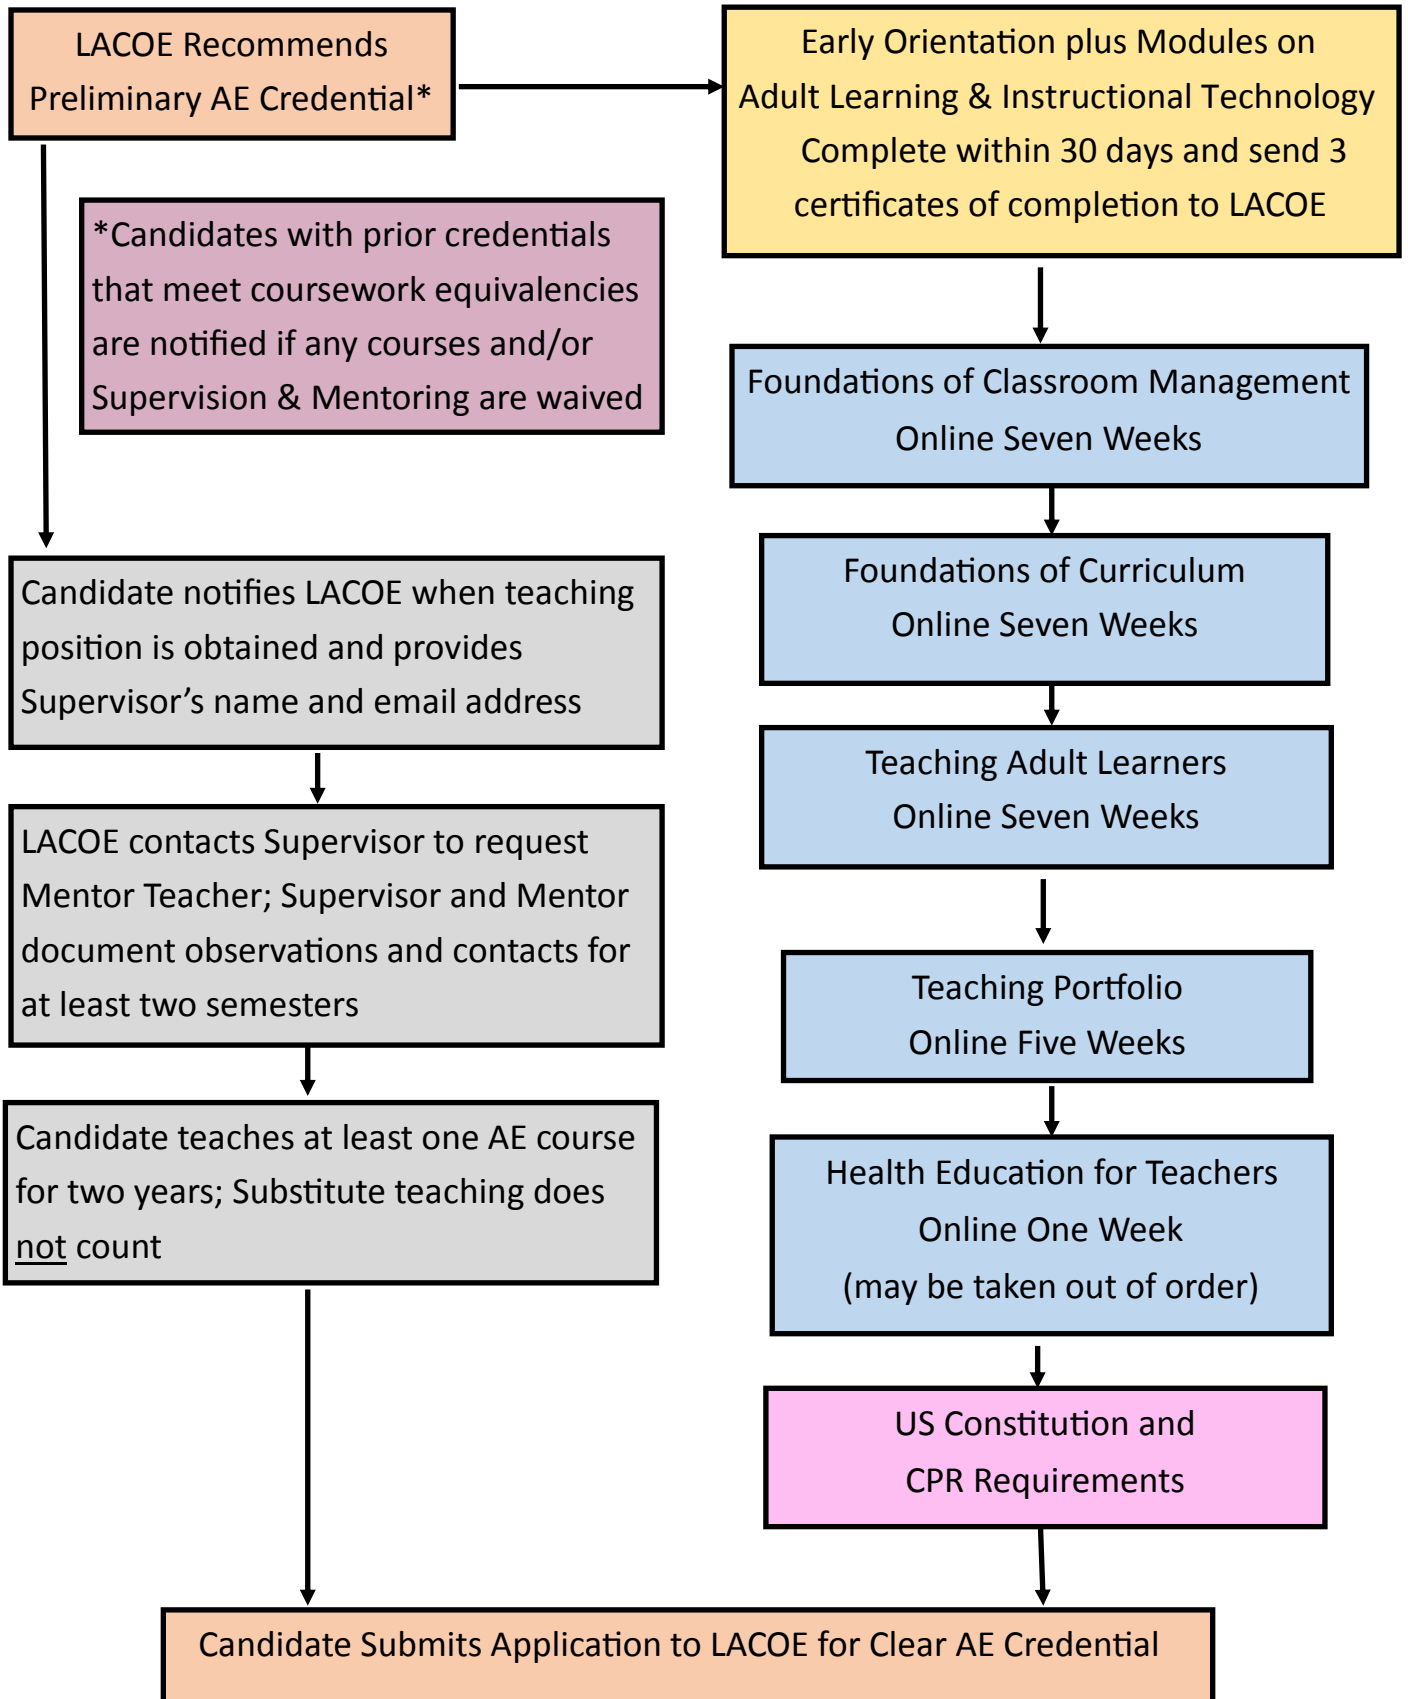 LACOE Recommends
Preliminary AE Credential*
Early Orientation plus Modules on
Adult Learning & Instructional Technology
Complete within 30 days and send 3
certificates of completion to LACOE
*Candidates with prior credentials
that meet coursework equivalencies
are notified if any courses and/or
Supervision & Mentoring are waived
Foundations of Classroom Management
Online Seven Weeks
Foundations of Curriculum
Online Seven Weeks
Teaching Adult Learners
Online Seven Weeks
Teaching Portfolio
Online Five Weeks
Health Education for Teachers
Online One Week
(may be taken out of order)
US Constitution and
CPR Requirements
Candidate notifies LACOE when teaching
position is obtained and provides
Supervisor’s name and email address
LACOE contacts Supervisor to request
Mentor Teacher; Supervisor and Mentor
document observations and contacts for
at least two semesters
Candidate teaches at least one AE course
for two years; Substitute teaching does
not count
Candidate Submits Application to LACOE for Clear AE Credential